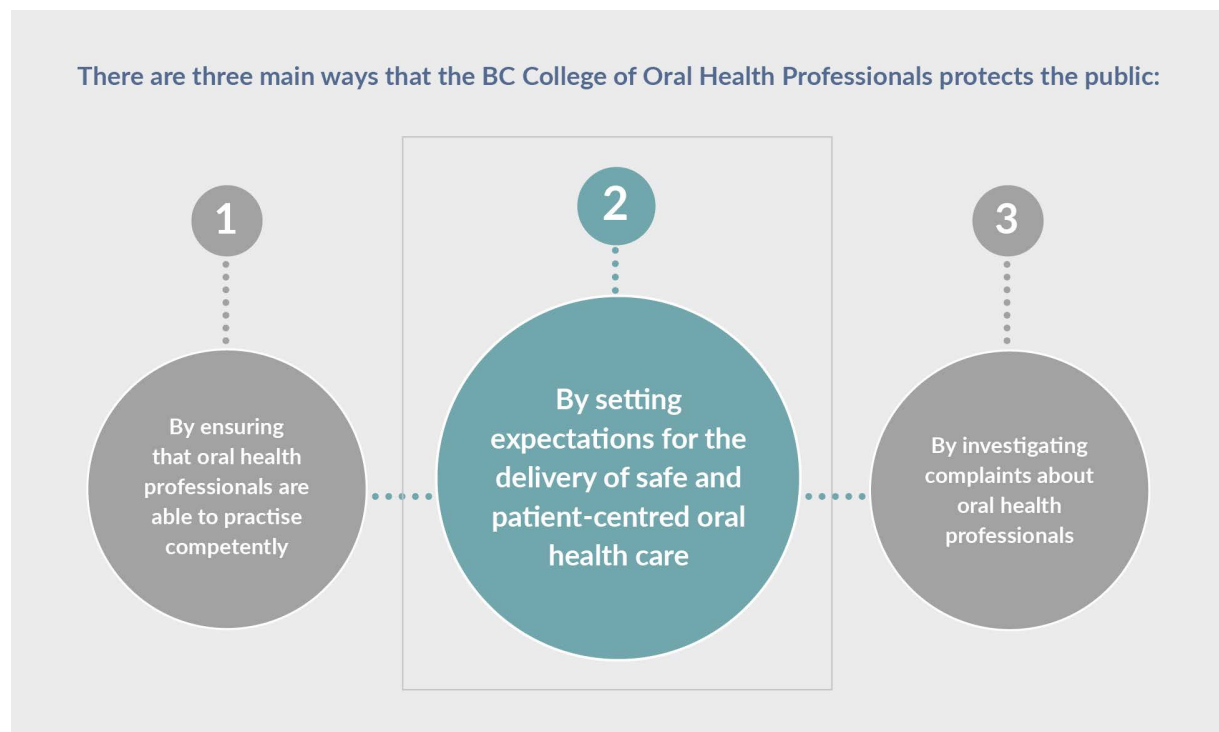 There are three main ways that the BC College of Oral Health Professionals protects the public:
1
By ensuring
that oral health
professionals are
able to practise
competently
2
By setting
expectations for the
delivery of safe and
patient-centred oral
health care
3
By investigating
complaints about
oral health
professionals